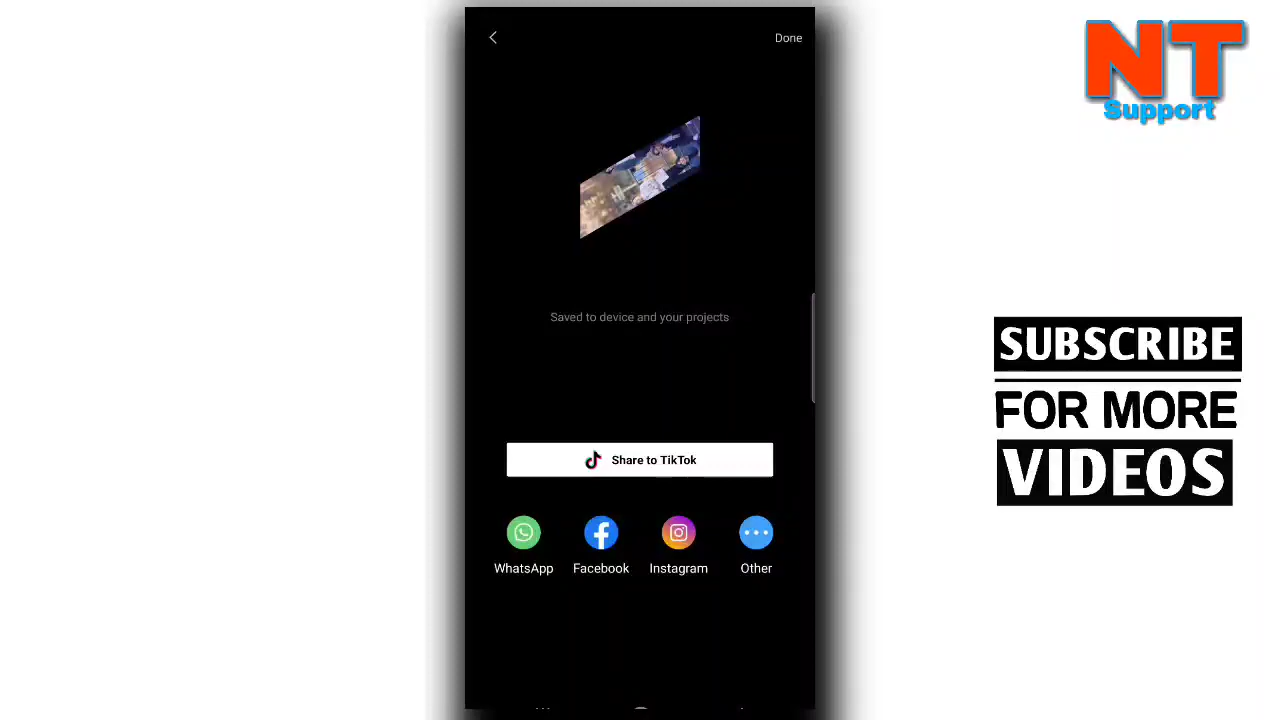 Done
NT
Support
Saved to device and your projects
Share to TikTok
WhatsApp
Facebook
Instagram
Other
SUBSCRIBE
FOR MORE
VIDEOS